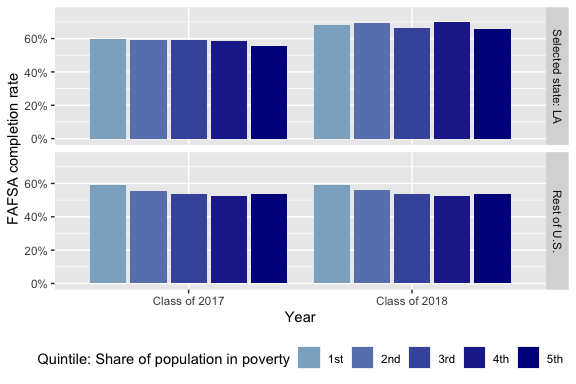 FAFSA completion rate
60%
40%
20%
0%
Selected state: LA
60%
40%
20%
0%
Rest of U.S.
Class of 2017
Class of 2018
Year
Quintile: Share of population in poverty
1st
2nd
3rd
4th
5th